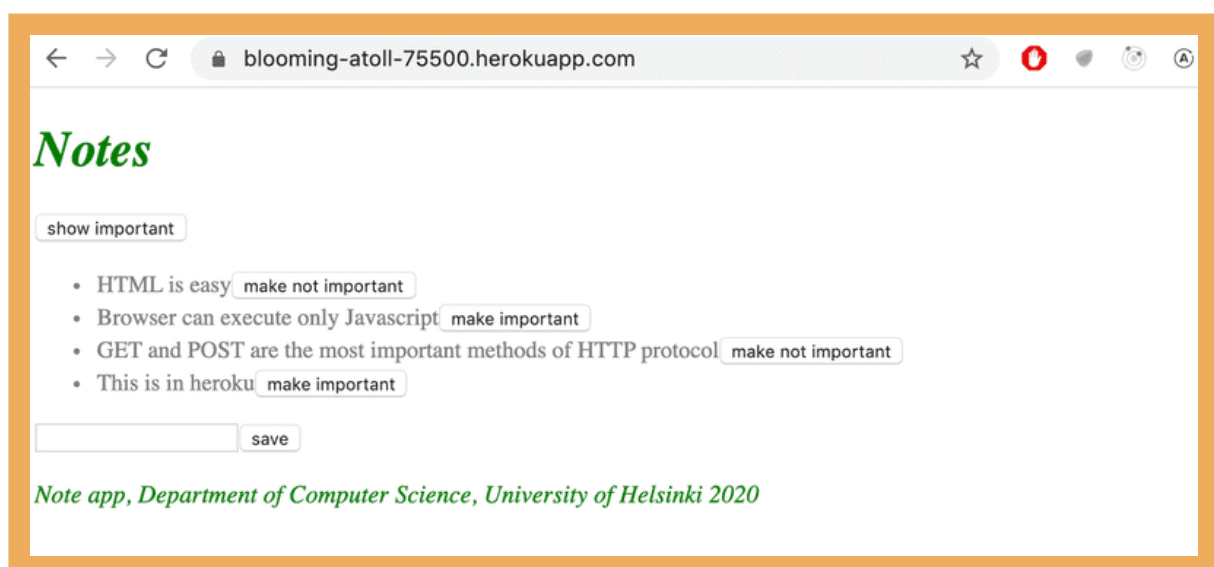 blooming-atoll-75500.herokuapp.com
Notes
show important
• HTML is easy make not important
• Browser can execute only Javascript make important
• GET and POST are the most important methods of HTTP protocol make not important
• This is in heroku make important
save
Note app, Department of Computer Science, University of Helsinki 2020